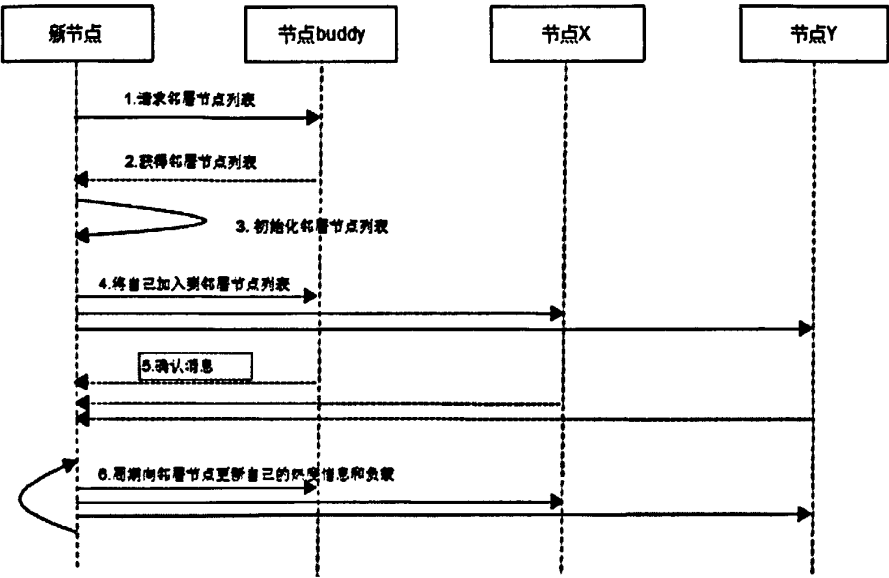 新节点
节点buddy
节点X
节点Y
1.请求邻居节点列表
2.获得邻居节点列表
3. 初始化邻居节点列表
4.将自己加入到邻居节点列表
5.确认消息
6.周期向邻居节点更新自己的 信息和负载